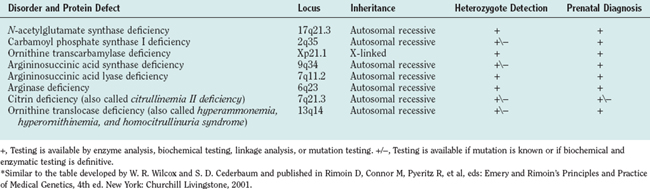 Disorder and Protein Defect Locus Inheritance Heterozygote Detection Prenatal Diagnosis
N-acetylglutamate synthase deficiency 17q21.3 Autosomal recessive + +
Carbamoyl phosphate synthase I deficiency 2q35 Autosomal recessive +\– +
Ornithine transcarbamylase deficiency Xp21.1 X-linked + +
Argininosuccinic acid synthase deficiency 9q34 Autosomal recessive +\– +
Argininosuccinic acid lyase deficiency 7q11.2 Autosomal recessive + +
Arginase deficiency 6q23 Autosomal recessive + +
Citrin deficiency (also called citrullinemia II deficiency) 7q21.3 Autosomal recessive +\– +\–
Ornithine translocase deficiency (also called hyperammonemia, 13q14 Autosomal recessive +\– +
hyperornithinemia, and homocitrullinuria syndrome)
+, Testing is available by enzyme analysis, biochemical testing, linkage analysis, or mutation testing. +/–, Testing is available if mutation is known or if biochemical and
enzymatic testing is definitive.
*Similar to the table developed by W. R. Wilcox and S. D. Cederbaum and published in Rimoin D, Connor M, Pyeritz R, et al, eds: Emery and Rimoin's Principles and Practice
of Medical Genetics, 4th ed. New York: Churchill Livingstone, 2001.